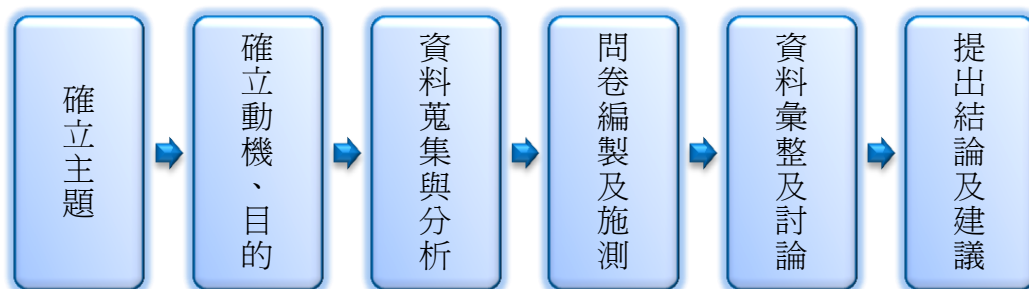 確立主題
確立動機、目的
資料蒐集與分析
問卷編製及施測
資料彙整及討論
提出結論及建議